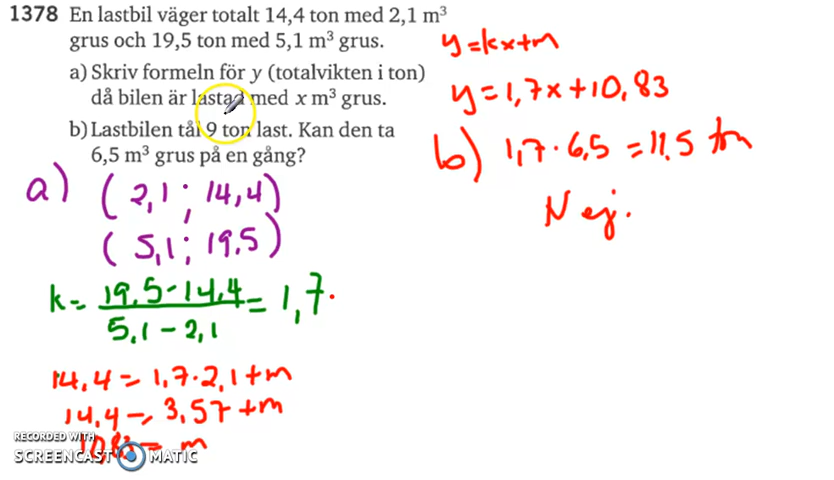 1378 En lastbil väger totalt 14,4 ton med 2,1 m³
grus och 19,5 ton med 5,1 m³ grus.
a) Skriv formeln för y (totalvikten i ton)
då bilen är lastad med x m³ grus.
b) Lastbilen tål 9 ton last. Kan den ta
6,5 m³ grus på en gång?
a) (2,1 ; 14,4)
(5,1 ; 19,5)
k = 19,5 - 14,4 / 5,1 - 2,1 = 1,7.
14,4 = 1,7 · 2,1 + m
14,4 = 3,57 + m
= m
y = kx + m
y = 1,7x + 10,83
b) 1,7 · 6,5 = 11,5 ton
Nej.
RECORDED WITH
SCREENCAST MATIC